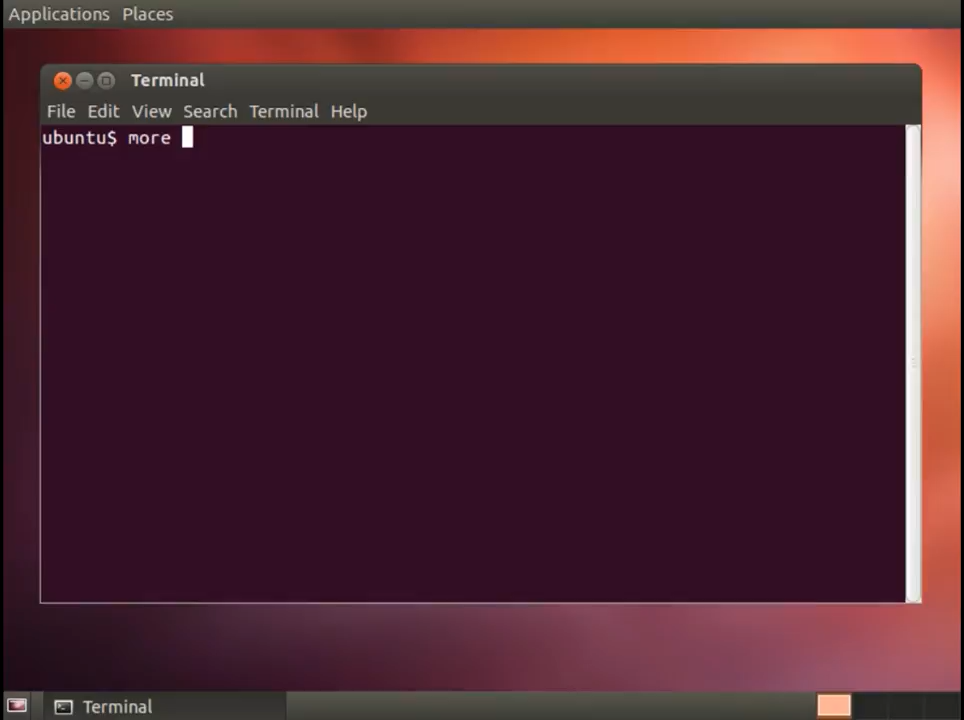 Applications Places
Terminal
File Edit View Search Terminal Help
ubuntu$ more
Terminal